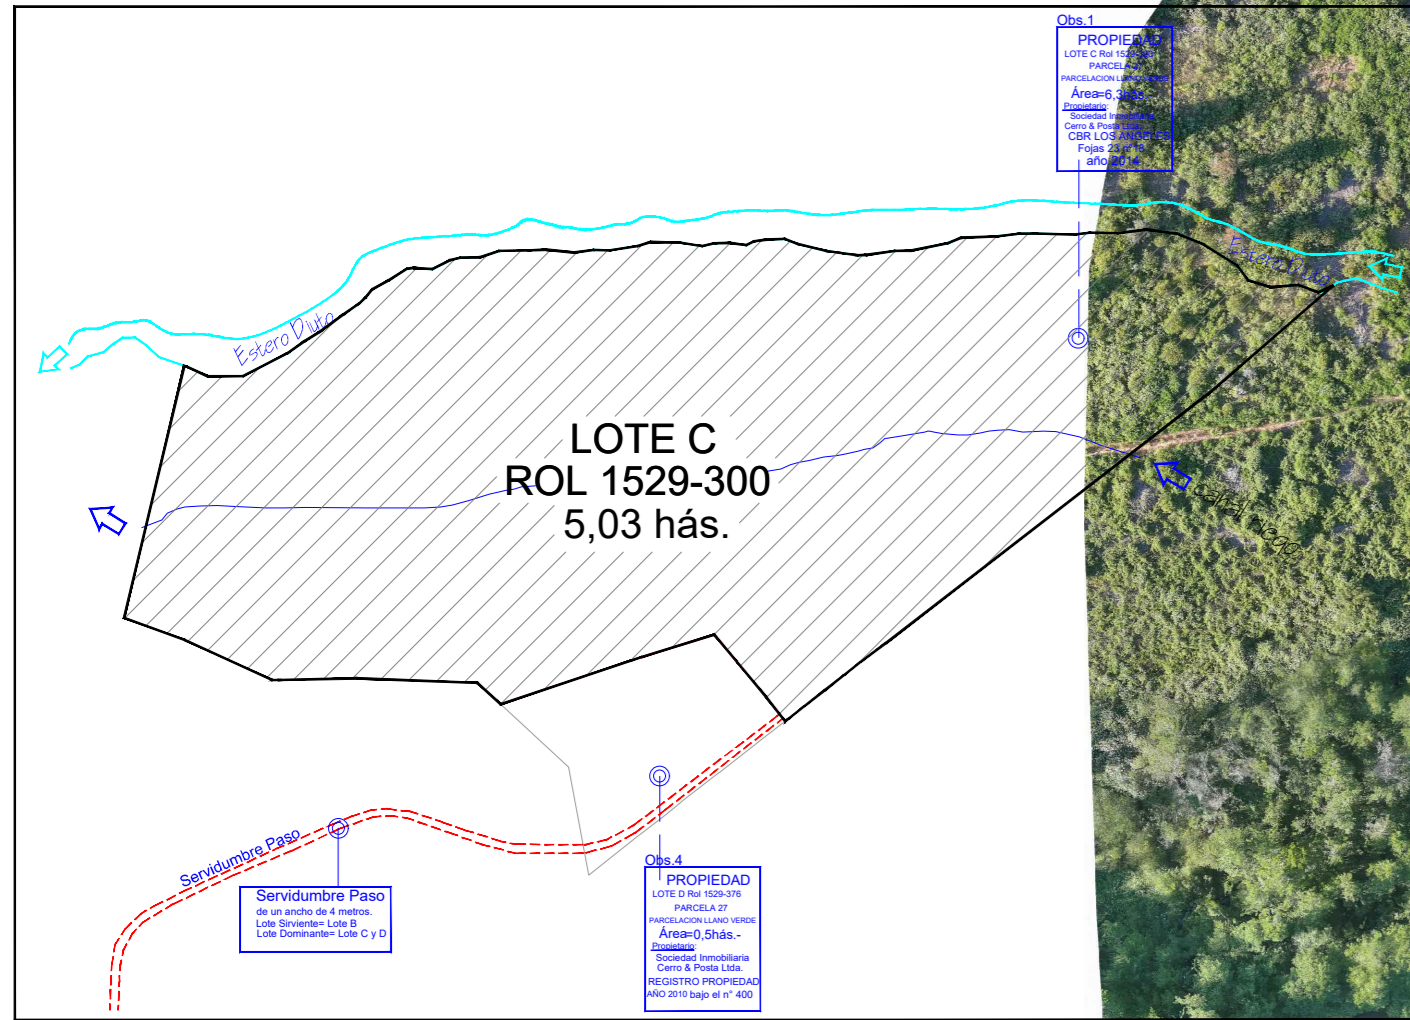 Obs.1
PROPIEDAD
LOTE C Rol 1529-
PARCELA
PARCELACION LLANO VERDE
Área=6,3hás.-
Propietario:
Sociedad Inmobiliaria
Cerro & Posta Ltda.
CBR LOS ANGELES
Fojas 23 n°18
año 2014
Estero Diuto
Estero Diuto
LOTE C
ROL 1529-300
5,03 hás.
canal riego
Servidumbre Paso
Servidumbre Paso
de un ancho de 4 metros.
Lote Sirviente= Lote B
Lote Dominante= Lote C y D
Obs.4
PROPIEDAD
LOTE D Rol 1529-376
PARCELA 27
PARCELACION LLANO VERDE
Área=0,5hás.-
Propietario:
Sociedad Inmobiliaria
Cerro & Posta Ltda.
REGISTRO PROPIEDAD
AÑO 2010 bajo el n° 400